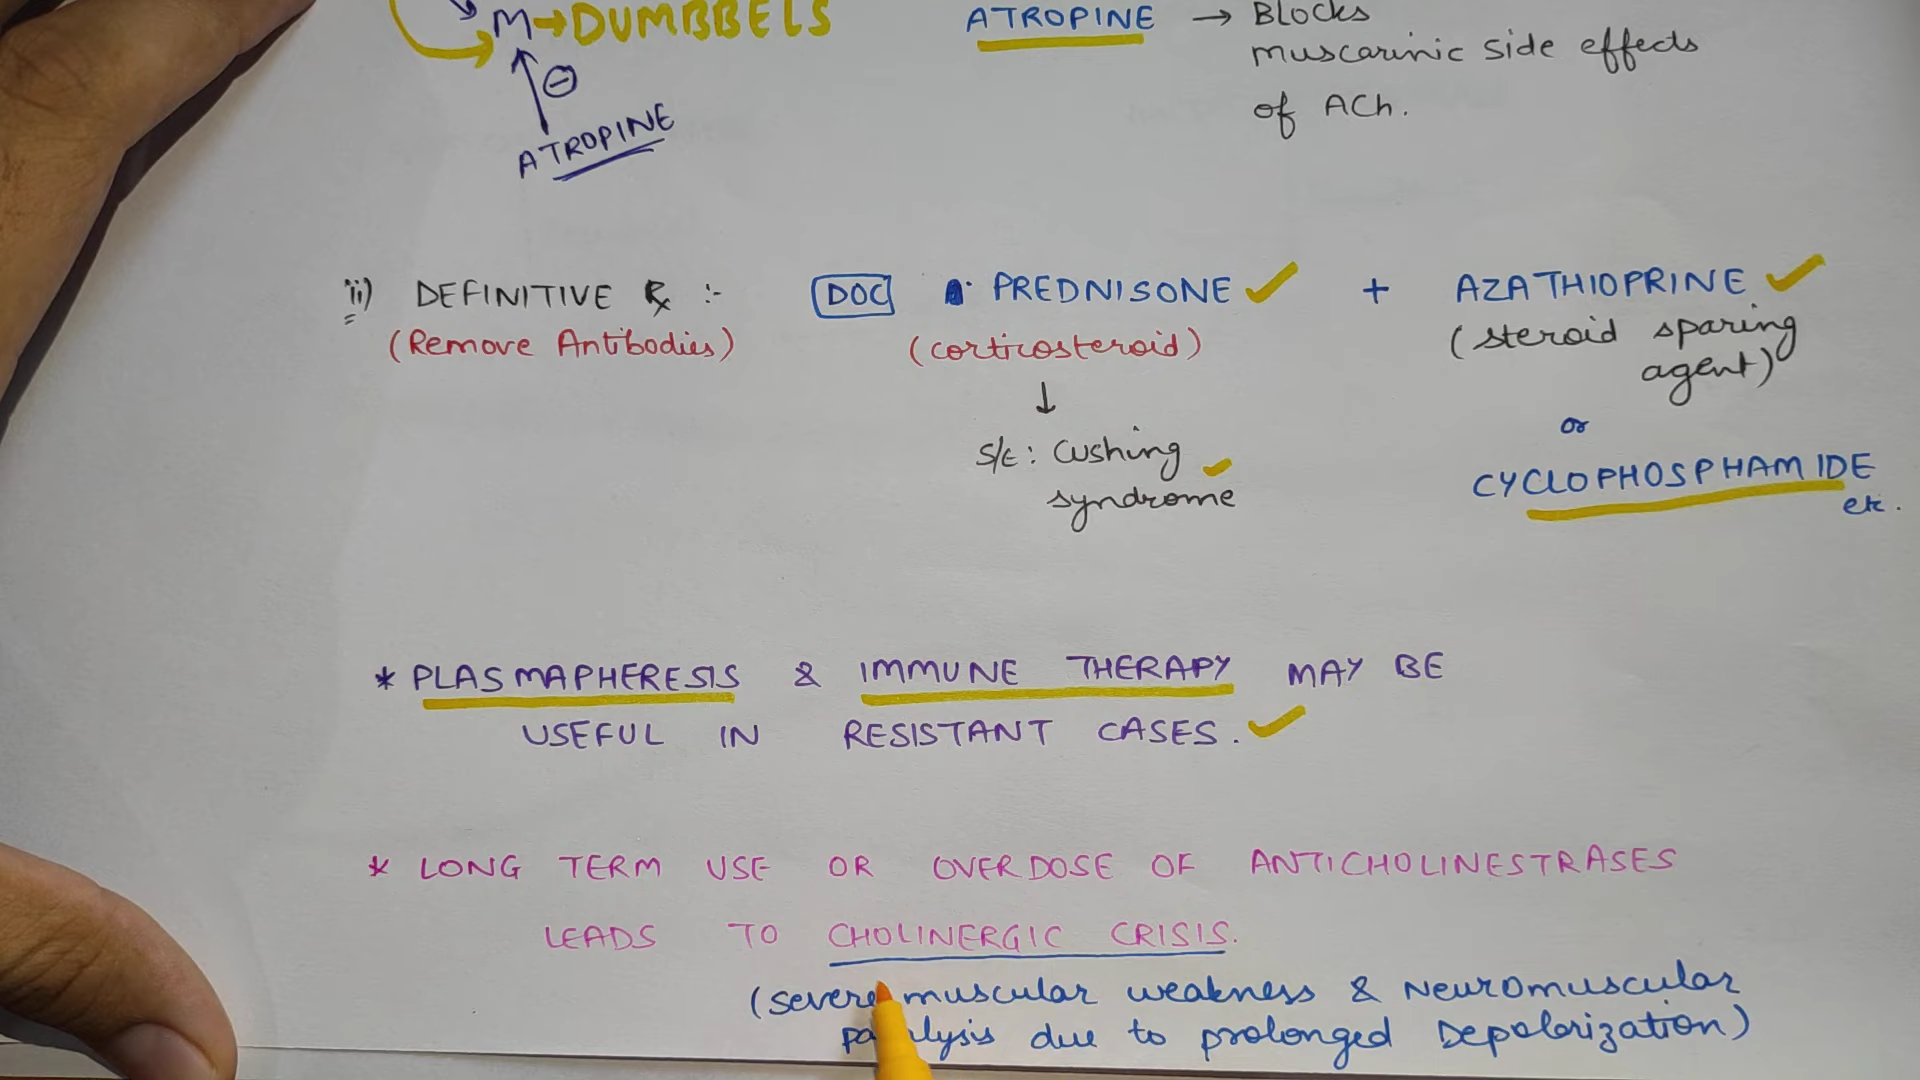 M→DUMBBELS
ATROPINE → Blocks
muscarinic side effects
of ACh.
⊖
ATROPINE
ii) DEFINITIVE Rx :- DOC PREDNISONE ✓ + AZATHIOPRINE ✓
(Remove Antibodies) (corticosteroid) (steroid sparing
agent)
↓
or
S/E: Cushing ✓
syndrome
CYCLOPHOSPHAMIDE
etc.
* PLASMAPHERESIS & IMMUNE THERAPY MAY BE
USEFUL IN RESISTANT CASES. ✓
* LONG TERM USE OR OVERDOSE OF ANTICHOLINESTRASES
LEADS TO CHOLINERGIC CRISIS.
(severe muscular weakness & Neuromuscular
paralysis due to prolonged Depolarization)